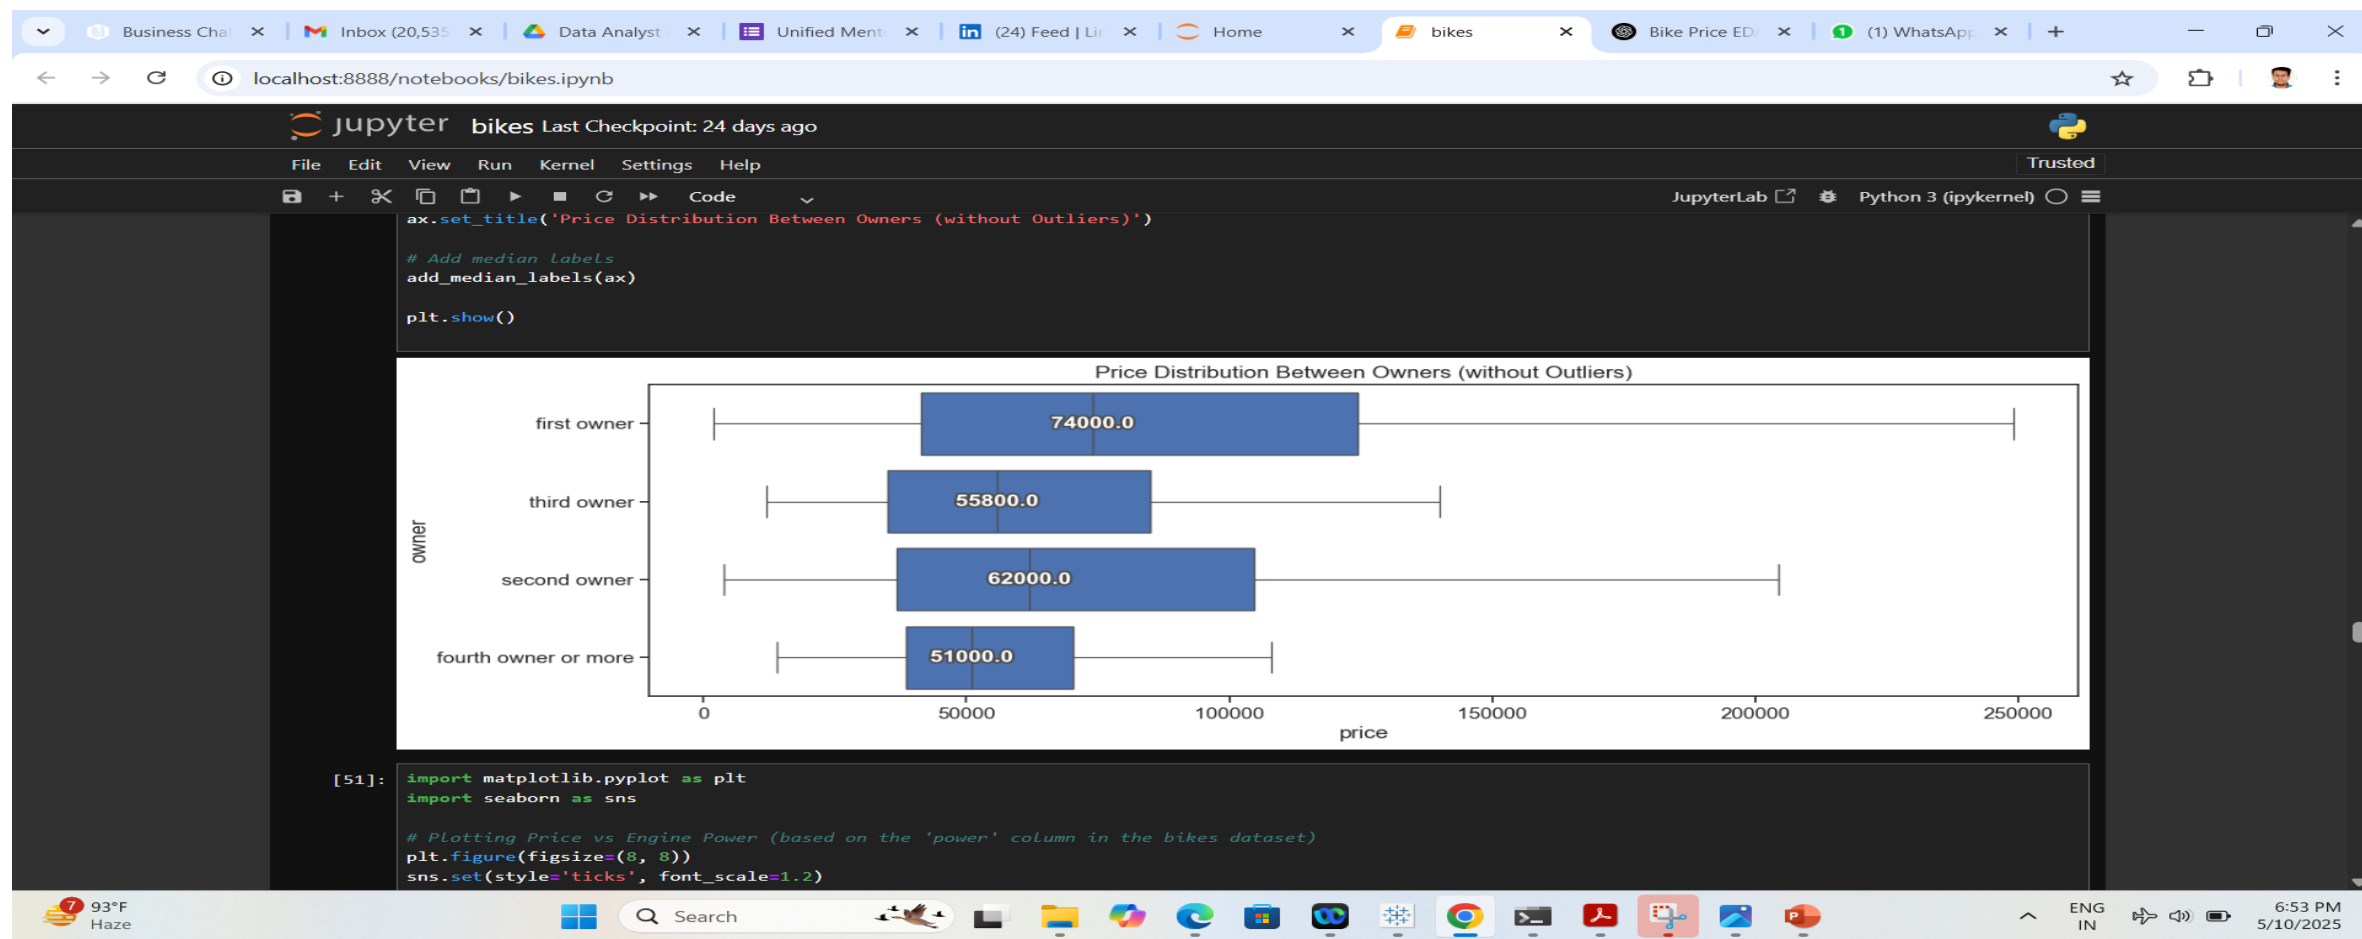 Business Cha
Inbox (20,535
Data Analyst
Unified Ment
in (24) Feed | Lin
Home
bikes
Bike Price ED
1 (1) WhatsApp
localhost:8888/notebooks/bikes.ipynb
jupyter bikes Last Checkpoint: 24 days ago
File Edit View Run Kernel Settings Help
Trusted
Code
JupyterLab
Python 3 (ipykernel)
ax.set_title('Price Distribution Between Owners (without Outliers)')
# Add median labels
add_median_labels(ax)
plt.show()
Price Distribution Between Owners (without Outliers)
first owner 74000.0
third owner 55800.0
owner
second owner 62000.0
fourth owner or more 51000.0
0 50000 100000 150000 200000 250000
price
[51]: import matplotlib.pyplot as plt
import seaborn as sns
# Plotting Price vs Engine Power (based on the 'power' column in the bikes dataset)
plt.figure(figsize=(8, 8))
sns.set(style='ticks', font_scale=1.2)
7 93°F
Haze
Search
ENG
IN
6:53 PM
5/10/2025